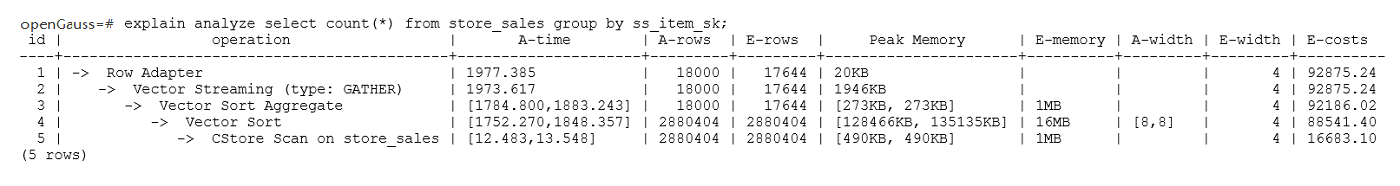 openGauss=# explain analyze select count(*) from store_sales group by ss_item_sk;
 id |                  operation                   |       A-time        | A-rows  | E-rows  |     Peak Memory      | E-memory | A-width | E-width | E-costs
----+----------------------------------------------+---------------------+---------+---------+----------------------+----------+---------+---------+----------
  1 | ->  Row Adapter                              | 1977.385            |   18000 |   17644 | 20KB                 |          |         |       4 | 92875.24
  2 |    ->  Vector Streaming (type: GATHER)       | 1973.617            |   18000 |   17644 | 1946KB               |          |         |       4 | 92875.24
  3 |       ->  Vector Sort Aggregate              | [1784.800,1883.243] |   18000 |   17644 | [273KB, 273KB]       | 1MB      |         |       4 | 92186.02
  4 |          ->  Vector Sort                     | [1752.270,1848.357] | 2880404 | 2880404 | [128466KB, 135135KB] | 16MB     | [8,8]   |       4 | 88541.40
  5 |             ->  CStore Scan on store_sales   | [12.483,13.548]     | 2880404 | 2880404 | [490KB, 490KB]       | 1MB      |         |       4 | 16683.10
(5 rows)